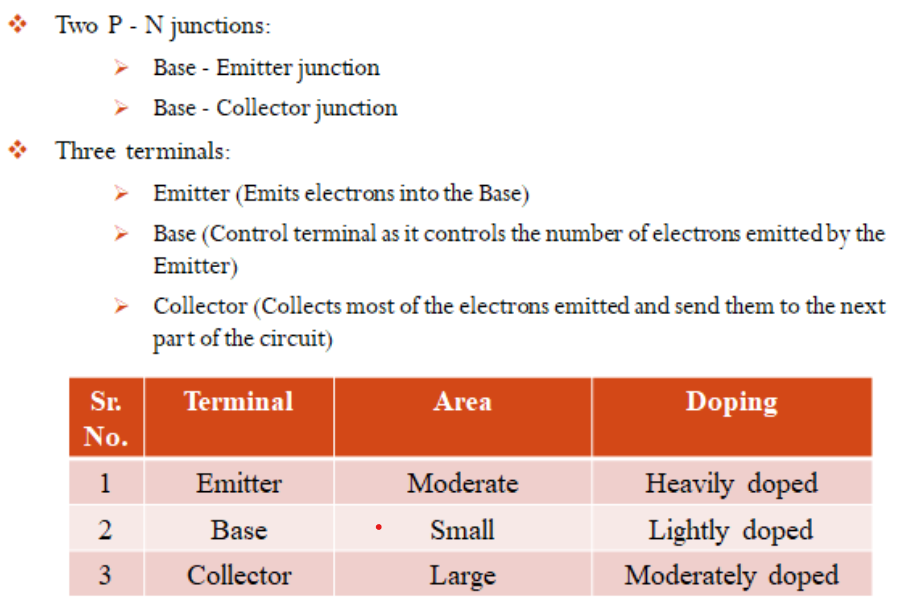 Two P - N junctions:
Base - Emitter junction
Base - Collector junction
Three terminals:
Emitter (Emits electrons into the Base)
Base (Control terminal as it controls the number of electrons emitted by the
Emitter)
Collector (Collects most of the electrons emitted and send them to the next
part of the circuit)
Sr. No. Terminal Area Doping
1 Emitter Moderate Heavily doped
2 Base Small Lightly doped
3 Collector Large Moderately doped